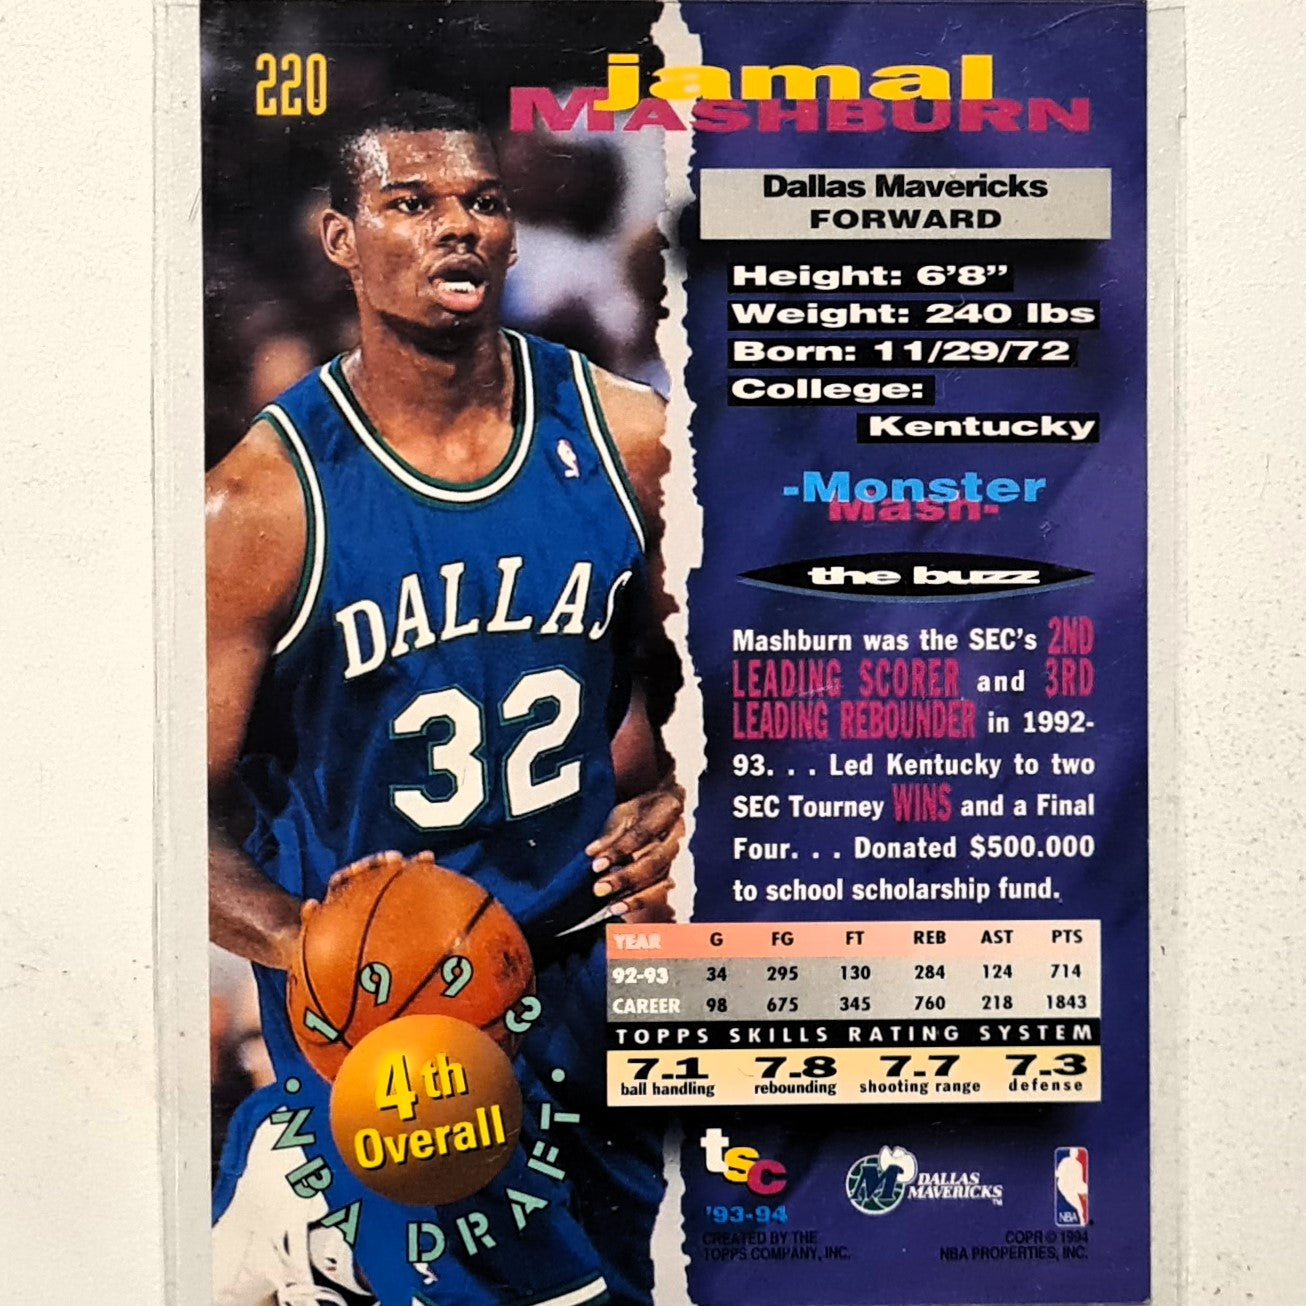 220
jamal
MASHBURN
Dallas Mavericks
FORWARD
Height: 6'8"
Weight: 240 lbs
Born: 11/29/72
College:
Kentucky
-Monster
Mash-
the buzz
Mashburn was the SEC's 2ND
LEADING SCORER and 3RD
LEADING REBOUNDER in 1992-
93. . . Led Kentucky to two
SEC Tourney WINS and a Final
Four. . . Donated $500.000
to school scholarship fund.
DALLAS
32
YEAR G FG FT REB AST PTS
92-93 34 295 130 284 124 714
CAREER 98 675 345 760 218 1843
TOPPS SKILLS RATING SYSTEM
7.1 7.8 7.7 7.3
ball handling rebounding shooting range defense
1993
4th
Overall
·NBA DRAFT·
tsc
'93-94
CREATED BY THE
TOPPS COMPANY, INC.
M
DALLAS
MAVERICKS™
NBA
COPR © 1994
NBA PROPERTIES, INC.